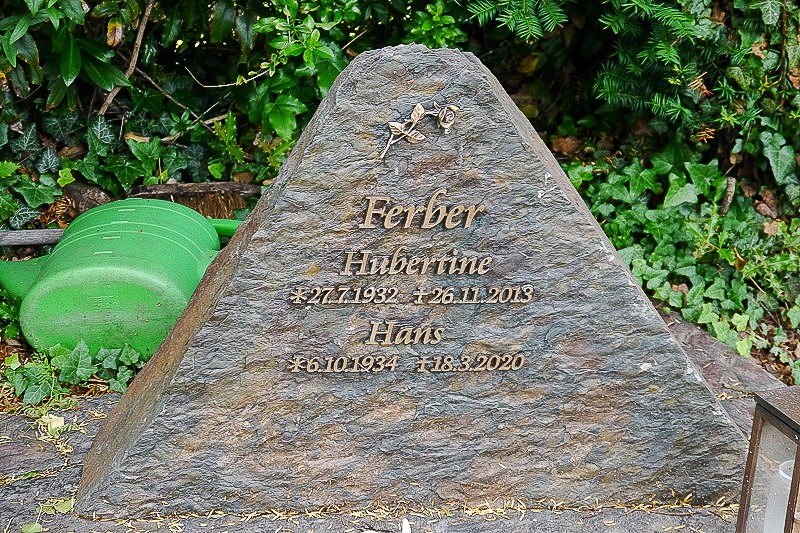 Ferber
Hubertine
*27.7.1932 †26.11.2013
Hans
*6.10.1934 †18.3.2020